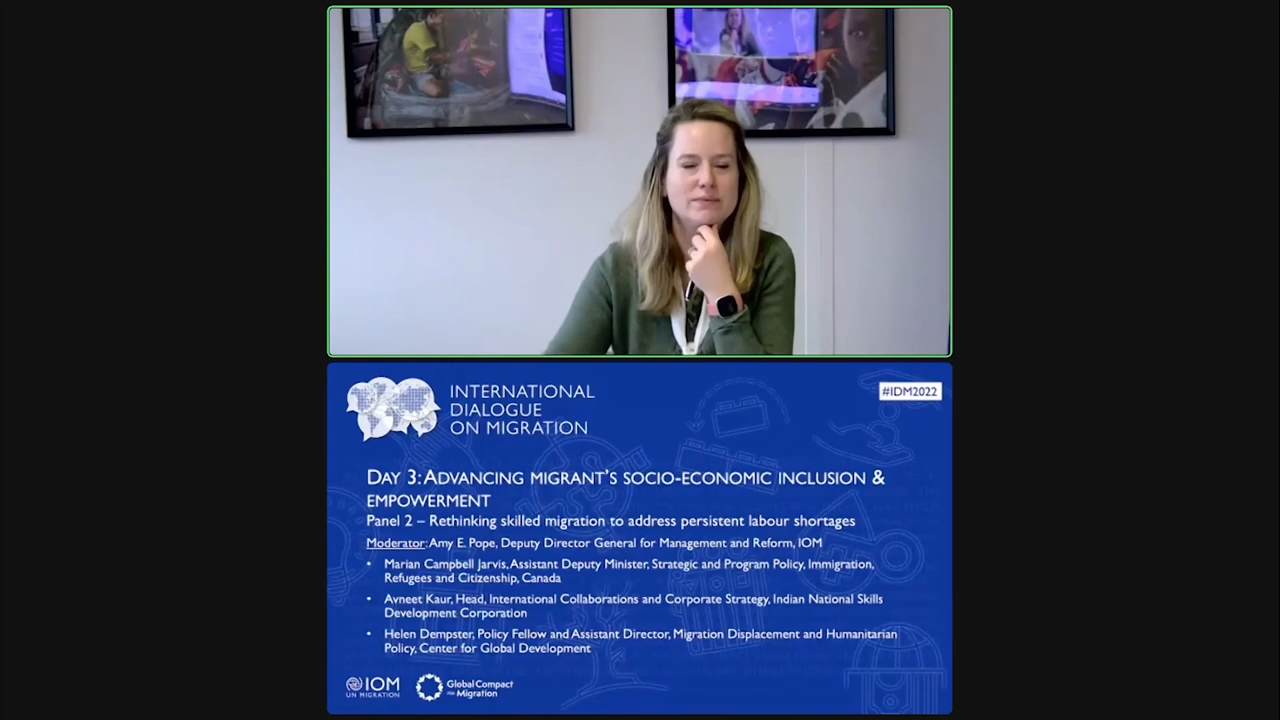 INTERNATIONAL
DIALOGUE
ON MIGRATION
#IDM2022
DAY 3: ADVANCING MIGRANT'S SOCIO-ECONOMIC INCLUSION &
EMPOWERMENT
Panel 2 – Rethinking skilled migration to address persistent labour shortages
Moderator: Amy E. Pope, Deputy Director General for Management and Reform, IOM
• Marian Campbell Jarvis, Assistant Deputy Minister, Strategic and Program Policy, Immigration,
Refugees and Citizenship, Canada
• Avneet Kaur, Head, International Collaborations and Corporate Strategy, Indian National Skills
Development Corporation
• Helen Dempster, Policy Fellow and Assistant Director, Migration Displacement and Humanitarian
Policy, Center for Global Development
IOM
UN MIGRATION
Global Compact
FOR Migration